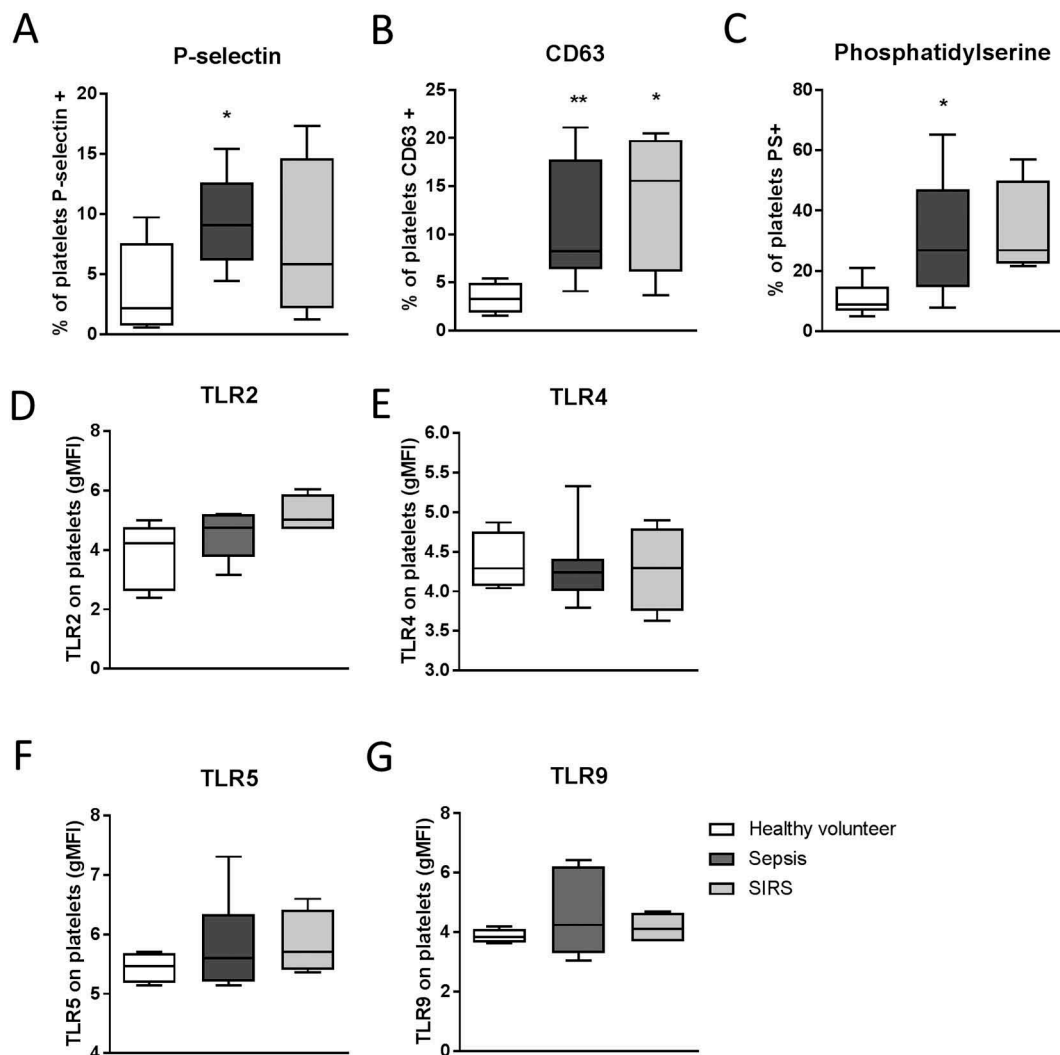 A
P-selectin
% of platelets P-selectin +
20
15
10
5
0
*
B
CD63
% of platelets CD63 +
25
20
15
10
5
0
**
*
C
Phosphatidylserine
% of platelets PS+
80
60
40
20
0
*
D
TLR2
TLR2 on platelets (gMFI)
8
6
4
2
0
E
TLR4
TLR4 on platelets (gMFI)
6.0
5.5
5.0
4.5
4.0
3.5
3.0
F
TLR5
TLR5 on platelets (gMFI)
8
7
6
5
4
G
TLR9
TLR9 on platelets (gMFI)
8
6
4
2
0
Healthy volunteer
Sepsis
SIRS